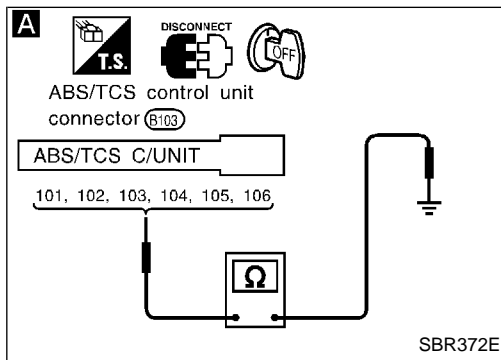 A
T.S.
DISCONNECT
OFF
ABS/TCS control unit
connector B103
ABS/TCS C/UNIT
101, 102, 103, 104, 105, 106
Ω
SBR372E